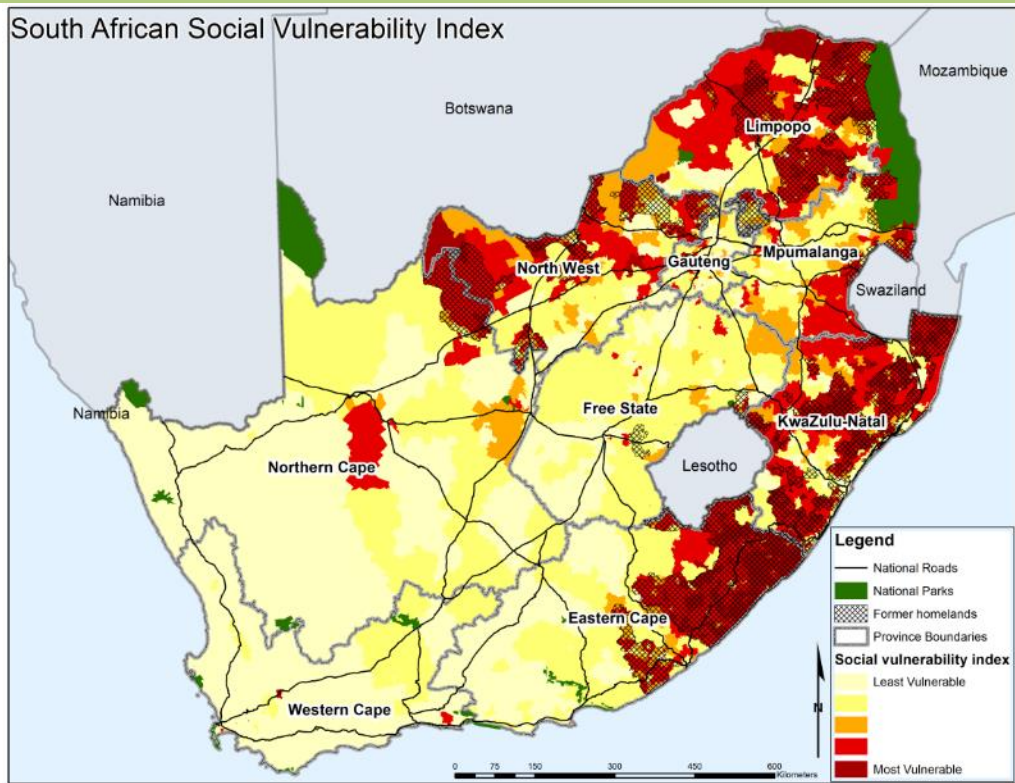 South African Social Vulnerability Index
Mozambique
Botswana
Limpopo
Namibia
North West
Gauteng
Mpumalanga
Swaziland
Namibia
Free State
KwaZulu-Natal
Northern Cape
Lesotho
Eastern Cape
Western Cape
Legend
National Roads
National Parks
Former homelands
Province Boundaries
Social vulnerability index
Least Vulnerable
Most Vulnerable
N
0 75 150 300 450 600
Kilometers